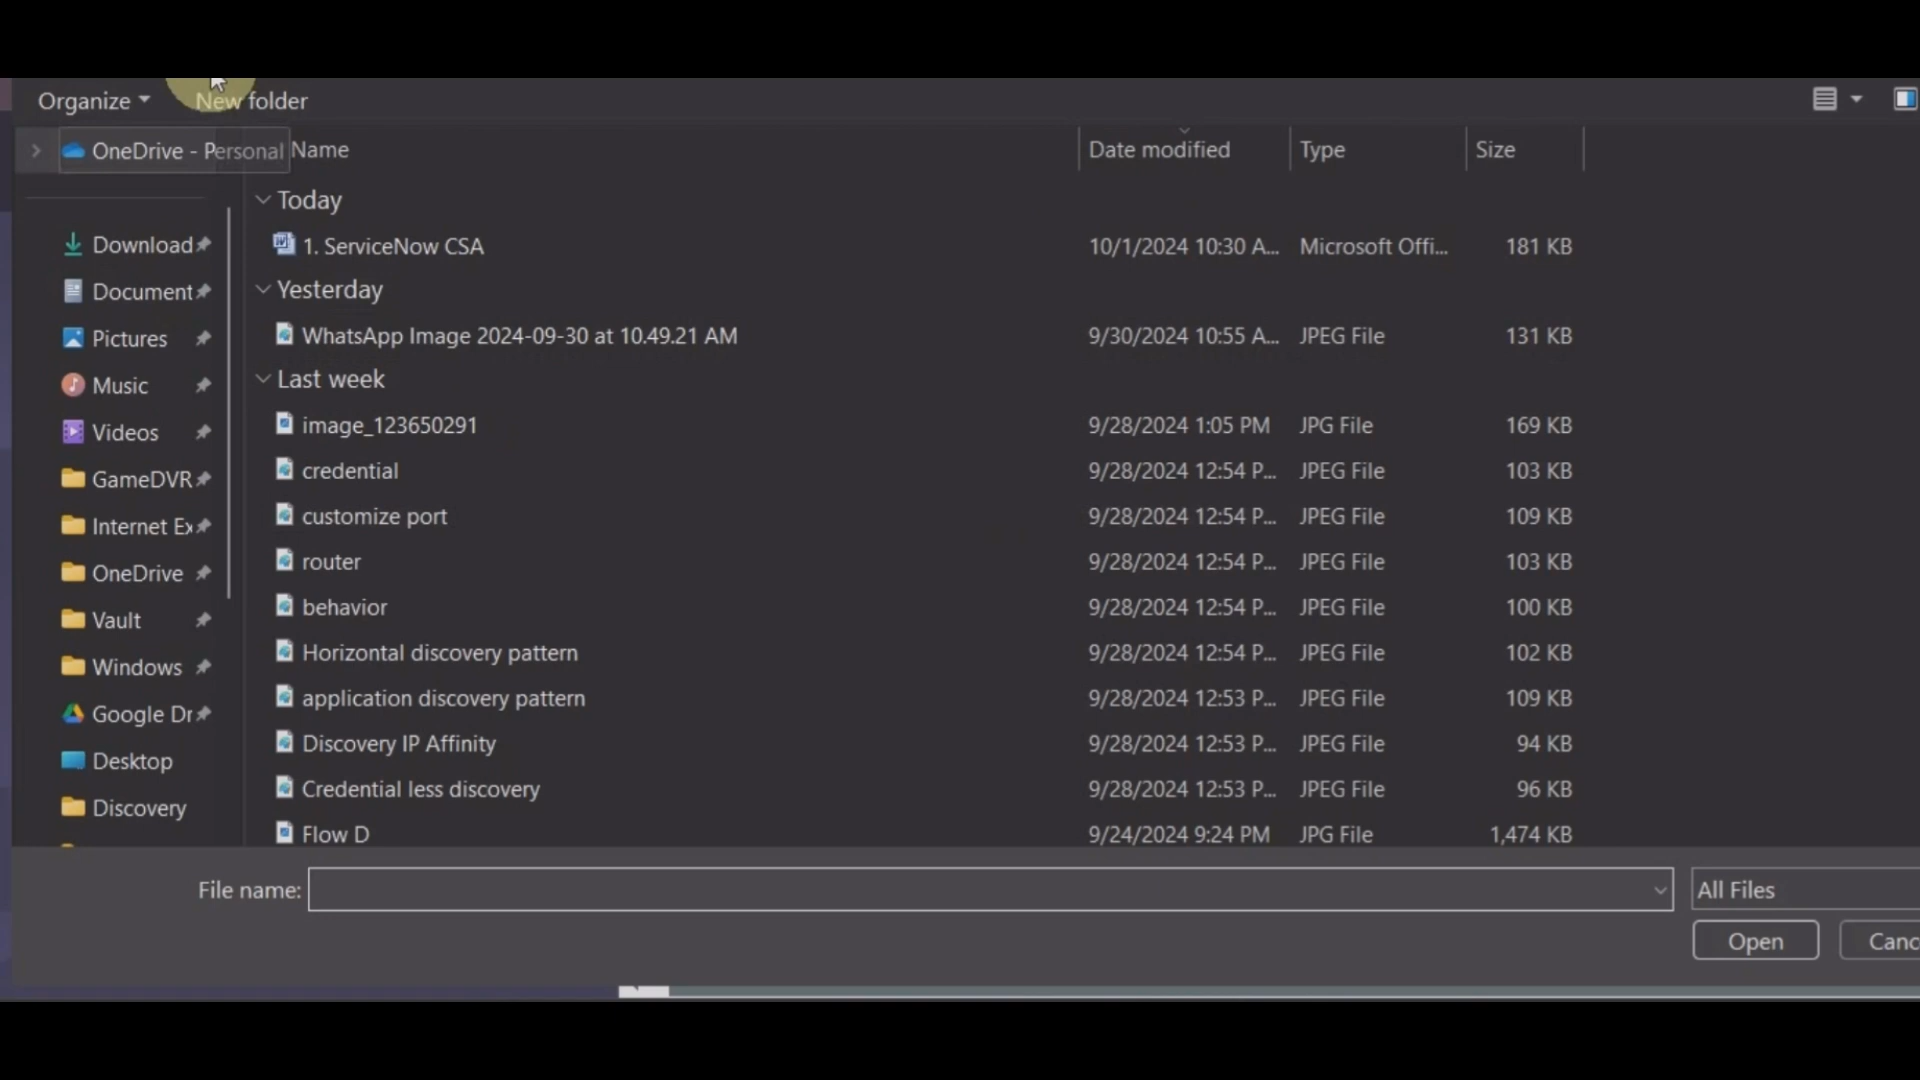 Organize New folder
OneDrive - Personal Name Date modified Type Size
Today
Download 1. ServiceNow CSA 10/1/2024 10:30 A... Microsoft Offi... 181 KB
Document Yesterday
Pictures WhatsApp Image 2024-09-30 at 10.49.21 AM 9/30/2024 10:55 A... JPEG File 131 KB
Music Last week
Videos image_123650291 9/28/2024 1:05 PM JPG File 169 KB
GameDVR credential 9/28/2024 12:54 P... JPEG File 103 KB
Internet Ex customize port 9/28/2024 12:54 P... JPEG File 109 KB
OneDrive router 9/28/2024 12:54 P... JPEG File 103 KB
Vault behavior 9/28/2024 12:54 P... JPEG File 100 KB
Windows Horizontal discovery pattern 9/28/2024 12:54 P... JPEG File 102 KB
Google Dr application discovery pattern 9/28/2024 12:53 P... JPEG File 109 KB
Desktop Discovery IP Affinity 9/28/2024 12:53 P... JPEG File 94 KB
Discovery Credential less discovery 9/28/2024 12:53 P... JPEG File 96 KB
Flow D 9/24/2024 9:24 PM JPG File 1,474 KB
File name: All Files
Open Canc